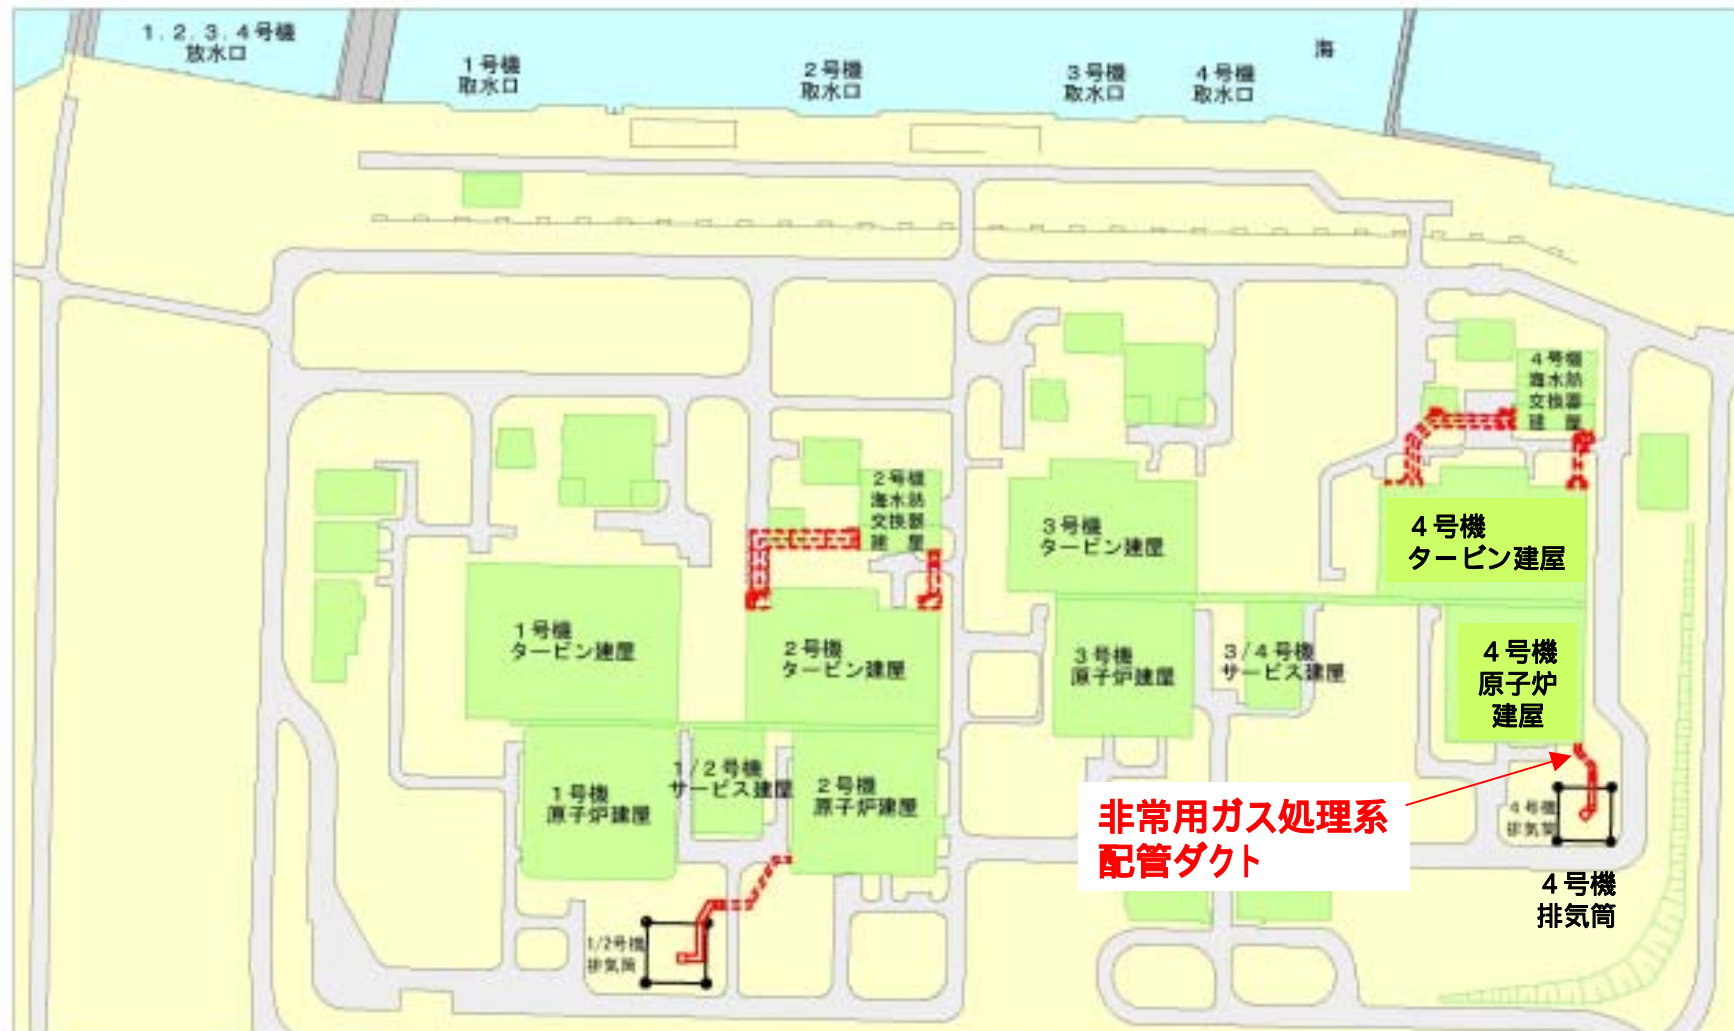 １.２.３.４号機
放水口
１号機
取水口
２号機
取水口
３号機
取水口
４号機
取水口
海
４号機
海水熱
交換器
建　屋
２号機
海水熱
交換器
建　屋
３号機
タービン建屋
４号機
タービン建屋
１号機
タービン建屋
２号機
タービン建屋
３号機
原子炉建屋
３/４号機
サービス建屋
４号機
原子炉
建屋
１号機
原子炉建屋
１/２号機
サービス建屋
２号機
原子炉建屋
非常用ガス処理系
配管ダクト
４号機
排気筒
４号機
排気筒
1/2号機
排気筒